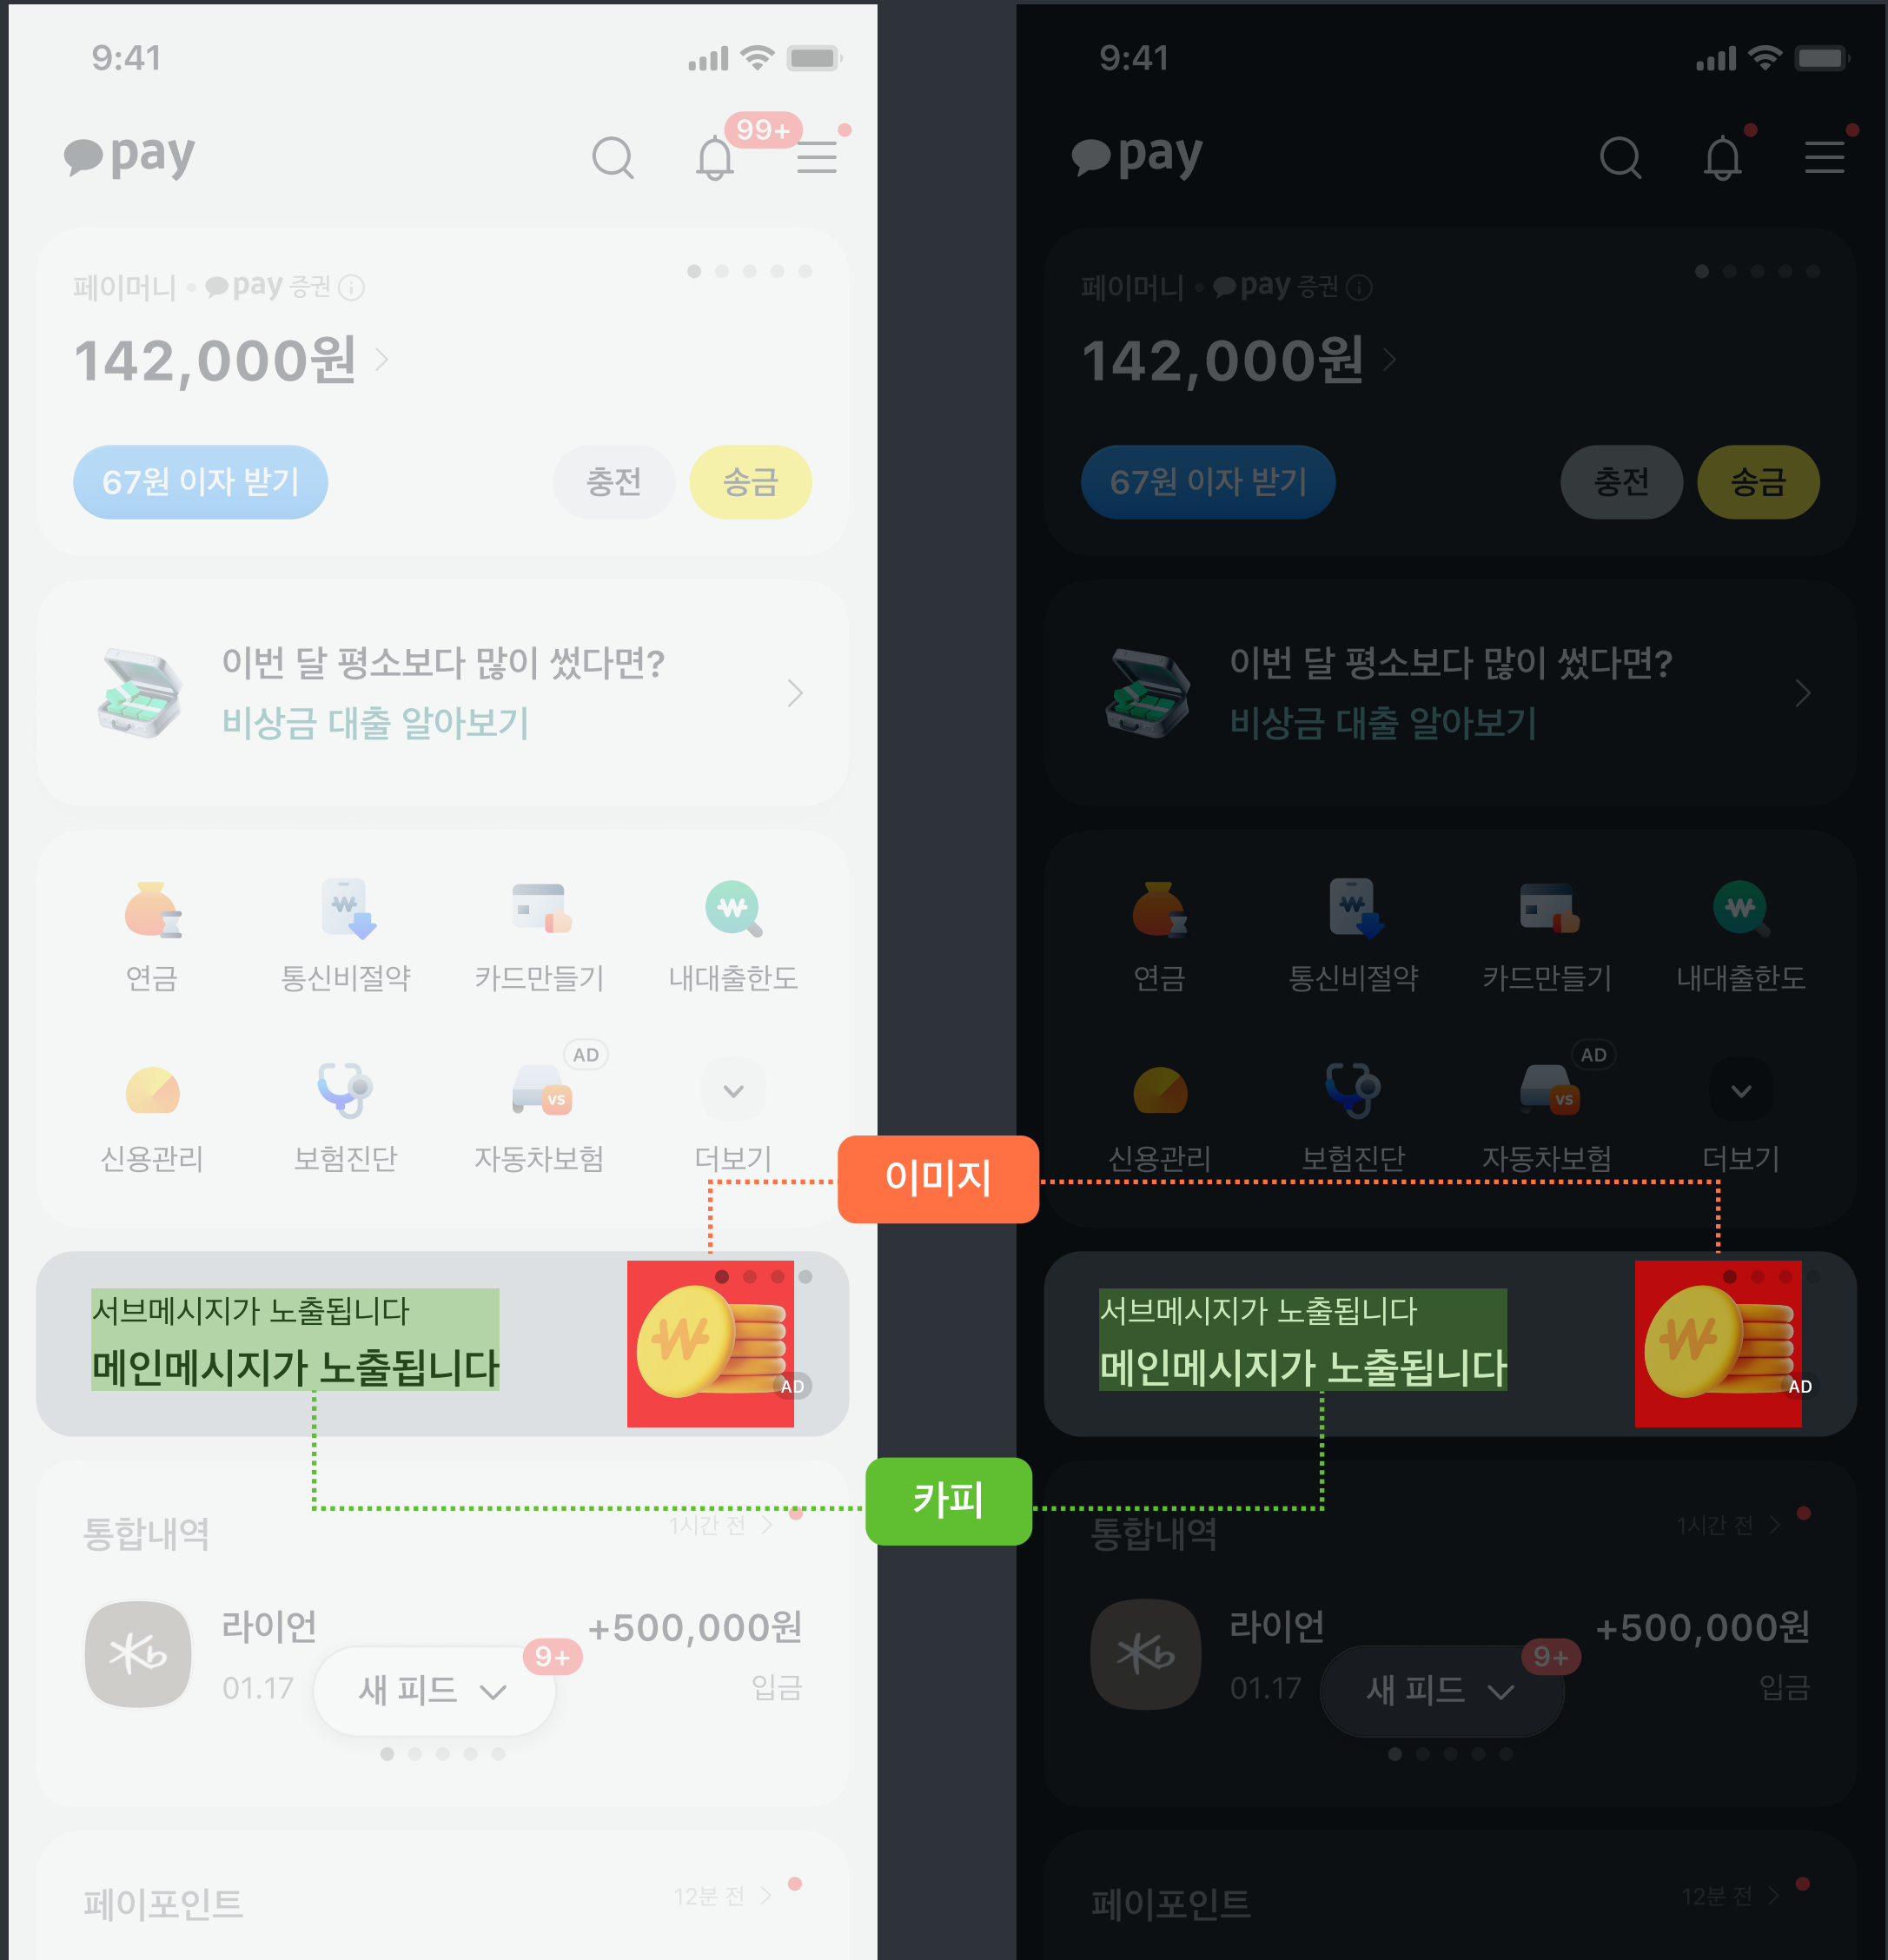 9:41
pay
99+
페이머니 • pay 증권
142,000원
67원 이자 받기
충전
송금
이번 달 평소보다 많이 썼다면?
비상금 대출 알아보기
연금
통신비절약
카드만들기
내대출한도
AD
VS
신용관리
보험진단
자동차보험
더보기
서브메시지가 노출됩니다
메인메시지가 노출됩니다
AD
통합내역
1시간 전
라이언
+500,000원
01.17
입금
새 피드
9+
페이포인트
12분 전
이미지
카피
9:41
pay
페이머니 • pay 증권
142,000원
67원 이자 받기
충전
송금
이번 달 평소보다 많이 썼다면?
비상금 대출 알아보기
연금
통신비절약
카드만들기
내대출한도
AD
VS
신용관리
보험진단
자동차보험
더보기
서브메시지가 노출됩니다
메인메시지가 노출됩니다
AD
통합내역
1시간 전
라이언
+500,000원
01.17
입금
새 피드
9+
페이포인트
12분 전